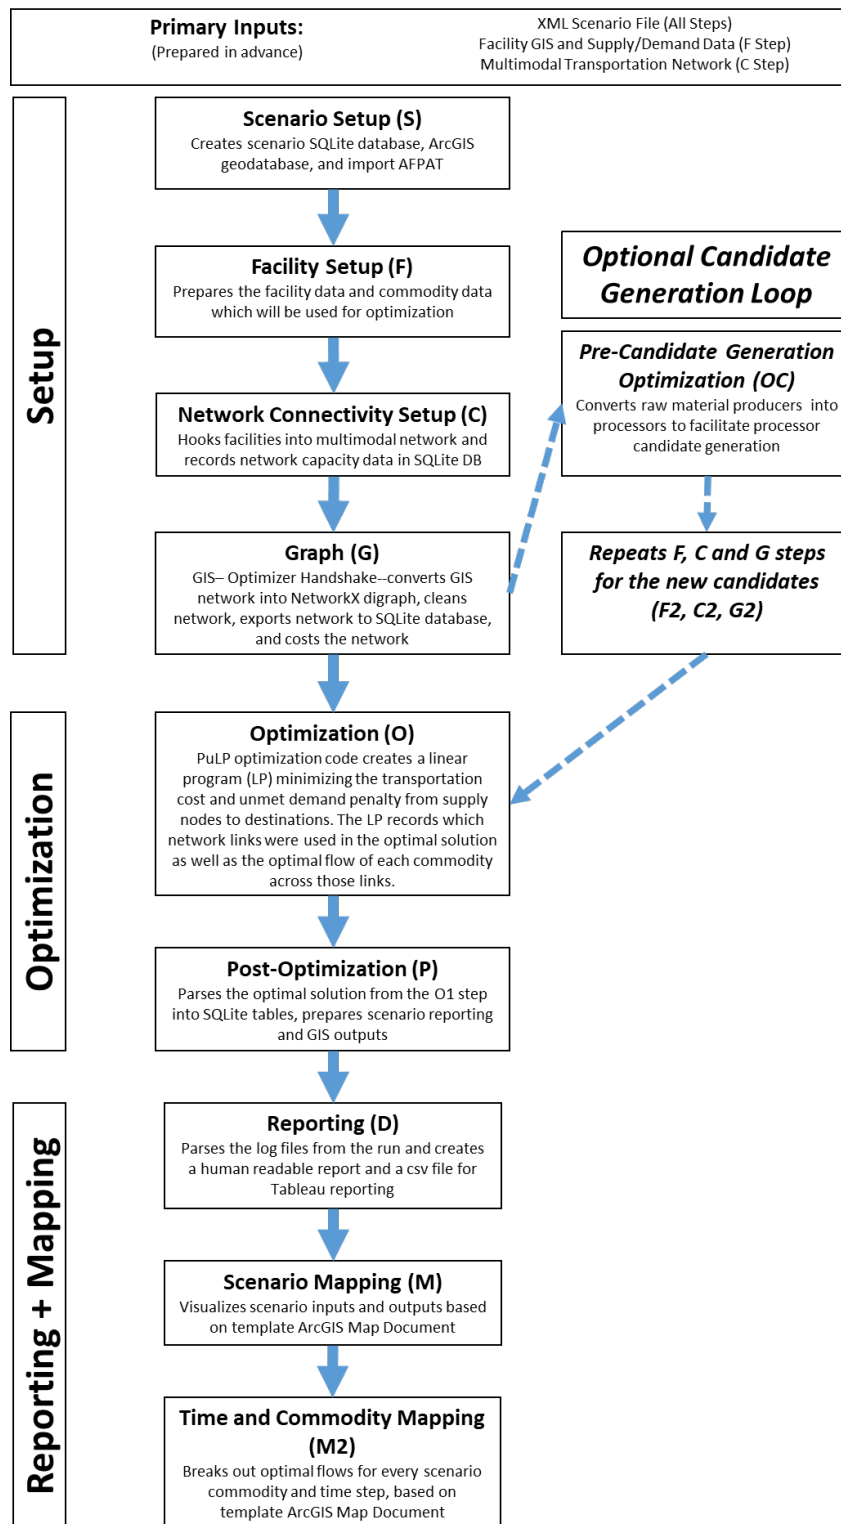 Primary Inputs:
(Prepared in advance)
XML Scenario File (All Steps)
Facility GIS and Supply/Demand Data (F Step)
Multimodal Transportation Network (C Step)
Setup
Scenario Setup (S)
Creates scenario SQLite database, ArcGIS
geodatabase, and import AFPAT
Facility Setup (F)
Prepares the facility data and commodity data
which will be used for optimization
Network Connectivity Setup (C)
Hooks facilities into multimodal network and
records network capacity data in SQLite DB
Graph (G)
GIS– Optimizer Handshake--converts GIS
network into NetworkX digraph, cleans
network, exports network to SQLite database,
and costs the network
Optional Candidate
Generation Loop
Pre-Candidate Generation
Optimization (OC)
Converts raw material producers into
processors to facilitate processor
candidate generation
Repeats F, C and G steps
for the new candidates
(F2, C2, G2)
Optimization
Optimization (O)
PuLP optimization code creates a linear
program (LP) minimizing the transportation
cost and unmet demand penalty from supply
nodes to destinations. The LP records which
network links were used in the optimal solution
as well as the optimal flow of each commodity
across those links.
Post-Optimization (P)
Parses the optimal solution from the O1 step
into SQLite tables, prepares scenario reporting
and GIS outputs
Reporting + Mapping
Reporting (D)
Parses the log files from the run and creates
a human readable report and a csv file for
Tableau reporting
Scenario Mapping (M)
Visualizes scenario inputs and outputs based
on template ArcGIS Map Document
Time and Commodity Mapping
(M2)
Breaks out optimal flows for every scenario
commodity and time step, based on
template ArcGIS Map Document